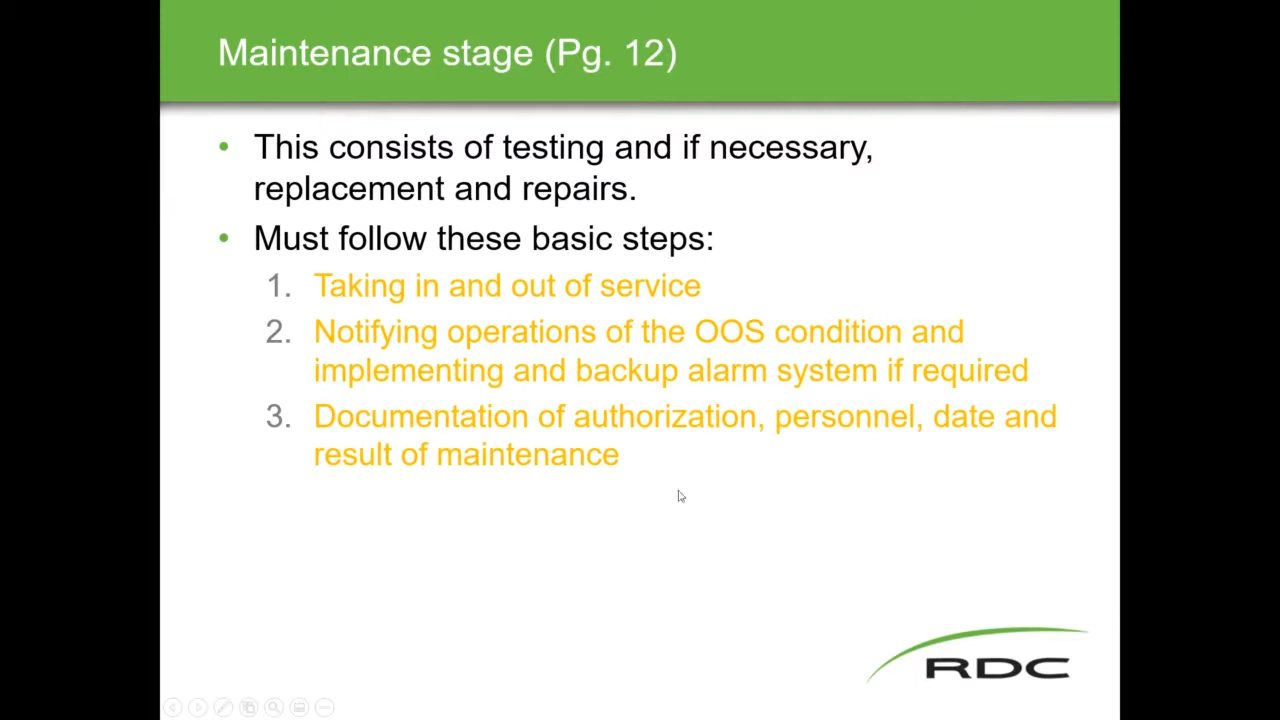 Maintenance stage (Pg. 12)
• This consists of testing and if necessary,
replacement and repairs.
• Must follow these basic steps:
1. Taking in and out of service
2. Notifying operations of the OOS condition and
implementing and backup alarm system if required
3. Documentation of authorization, personnel, date and
result of maintenance
RDC